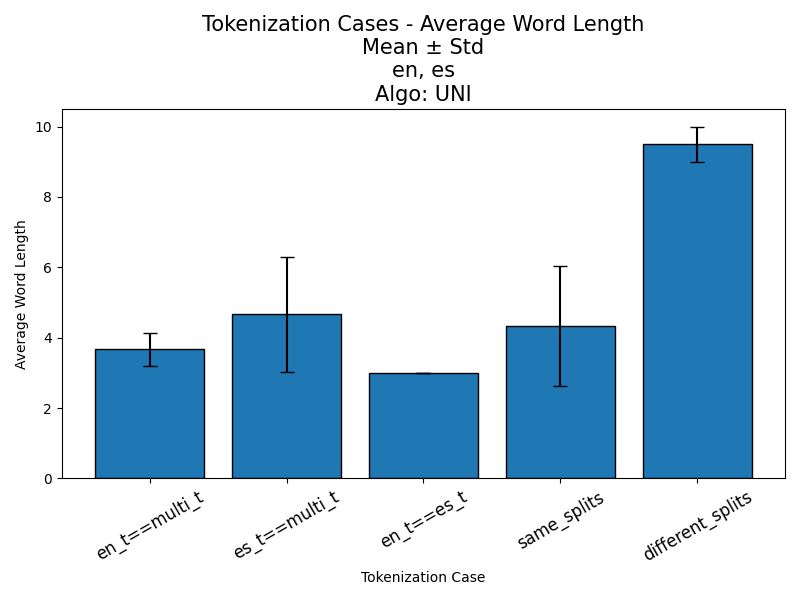 Tokenization Cases - Average Word Length
Mean ± Std
en, es
Algo: UNI
10
8
6
4
2
0
Average Word Length
en_t==multi_t
es_t==multi_t
en_t==es_t
same_splits
different_splits
Tokenization Case